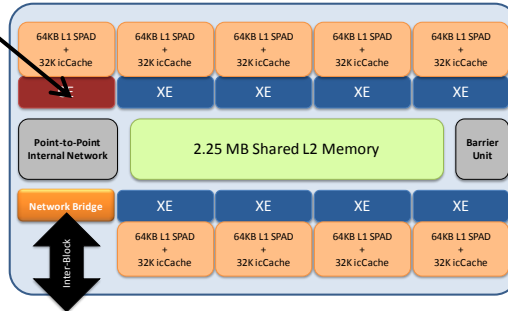 64KB L1 SPAD
+
32K icCache
64KB L1 SPAD
+
32K icCache
64KB L1 SPAD
+
32K icCache
64KB L1 SPAD
+
32K icCache
64KB L1 SPAD
+
32K icCache
XE
XE
XE
XE
Point-to-Point
Internal Network
2.25 MB Shared L2 Memory
Barrier
Unit
Network Bridge
XE
XE
XE
XE
Inter-Block
64KB L1 SPAD
+
32K icCache
64KB L1 SPAD
+
32K icCache
64KB L1 SPAD
+
32K icCache
64KB L1 SPAD
+
32K icCache